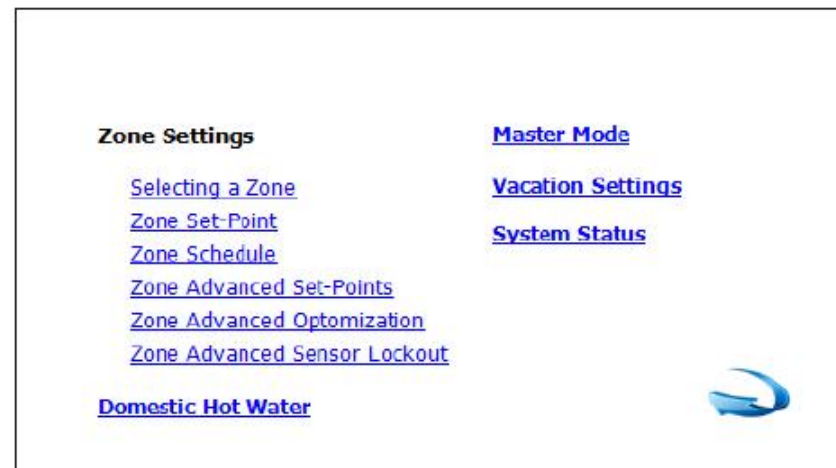 Zone Settings
Selecting a Zone
Zone Set-Point
Zone Schedule
Zone Advanced Set-Points
Zone Advanced Optomization
Zone Advanced Sensor Lockout
Domestic Hot Water
Master Mode
Vacation Settings
System Status